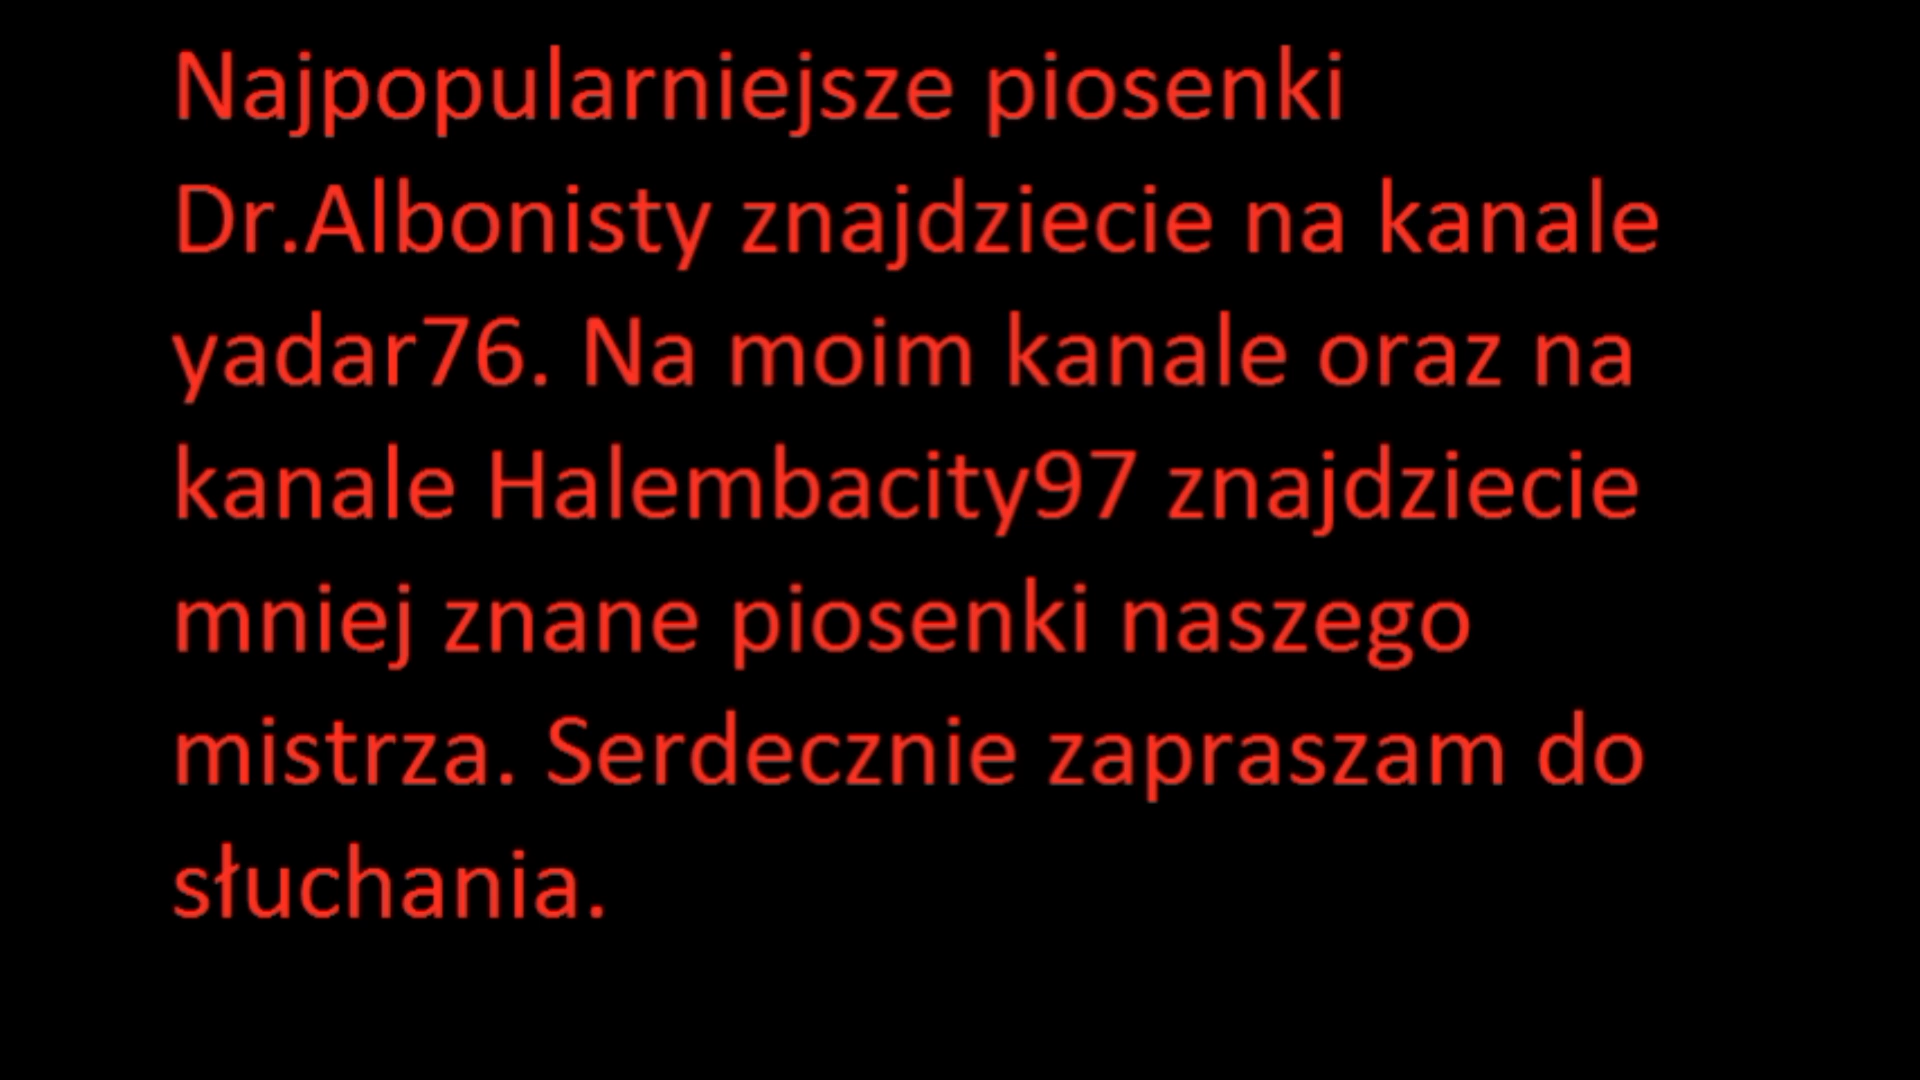 Najpopularniejsze piosenki
Dr.Albonisty znajdziecie na kanale
yadar76. Na moim kanale oraz na
kanale Halembacity97 znajdziecie
mniej znane piosenki naszego
mistrza. Serdecznie zapraszam do
słuchania.